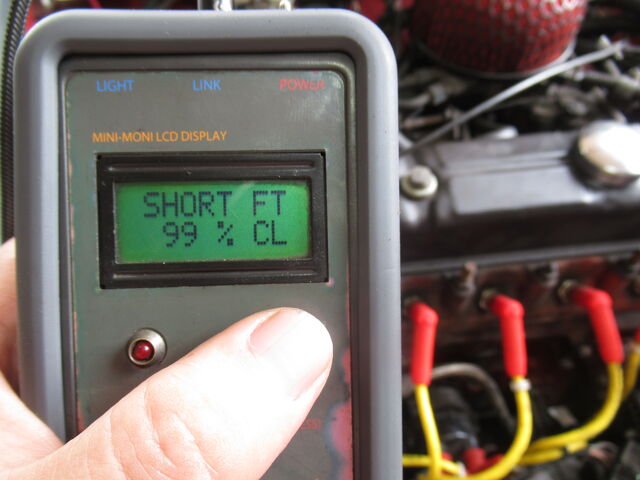 LIGHT LINK POWER
MINI-MONI LCD DISPLAY
SHORT FT
99 % CL